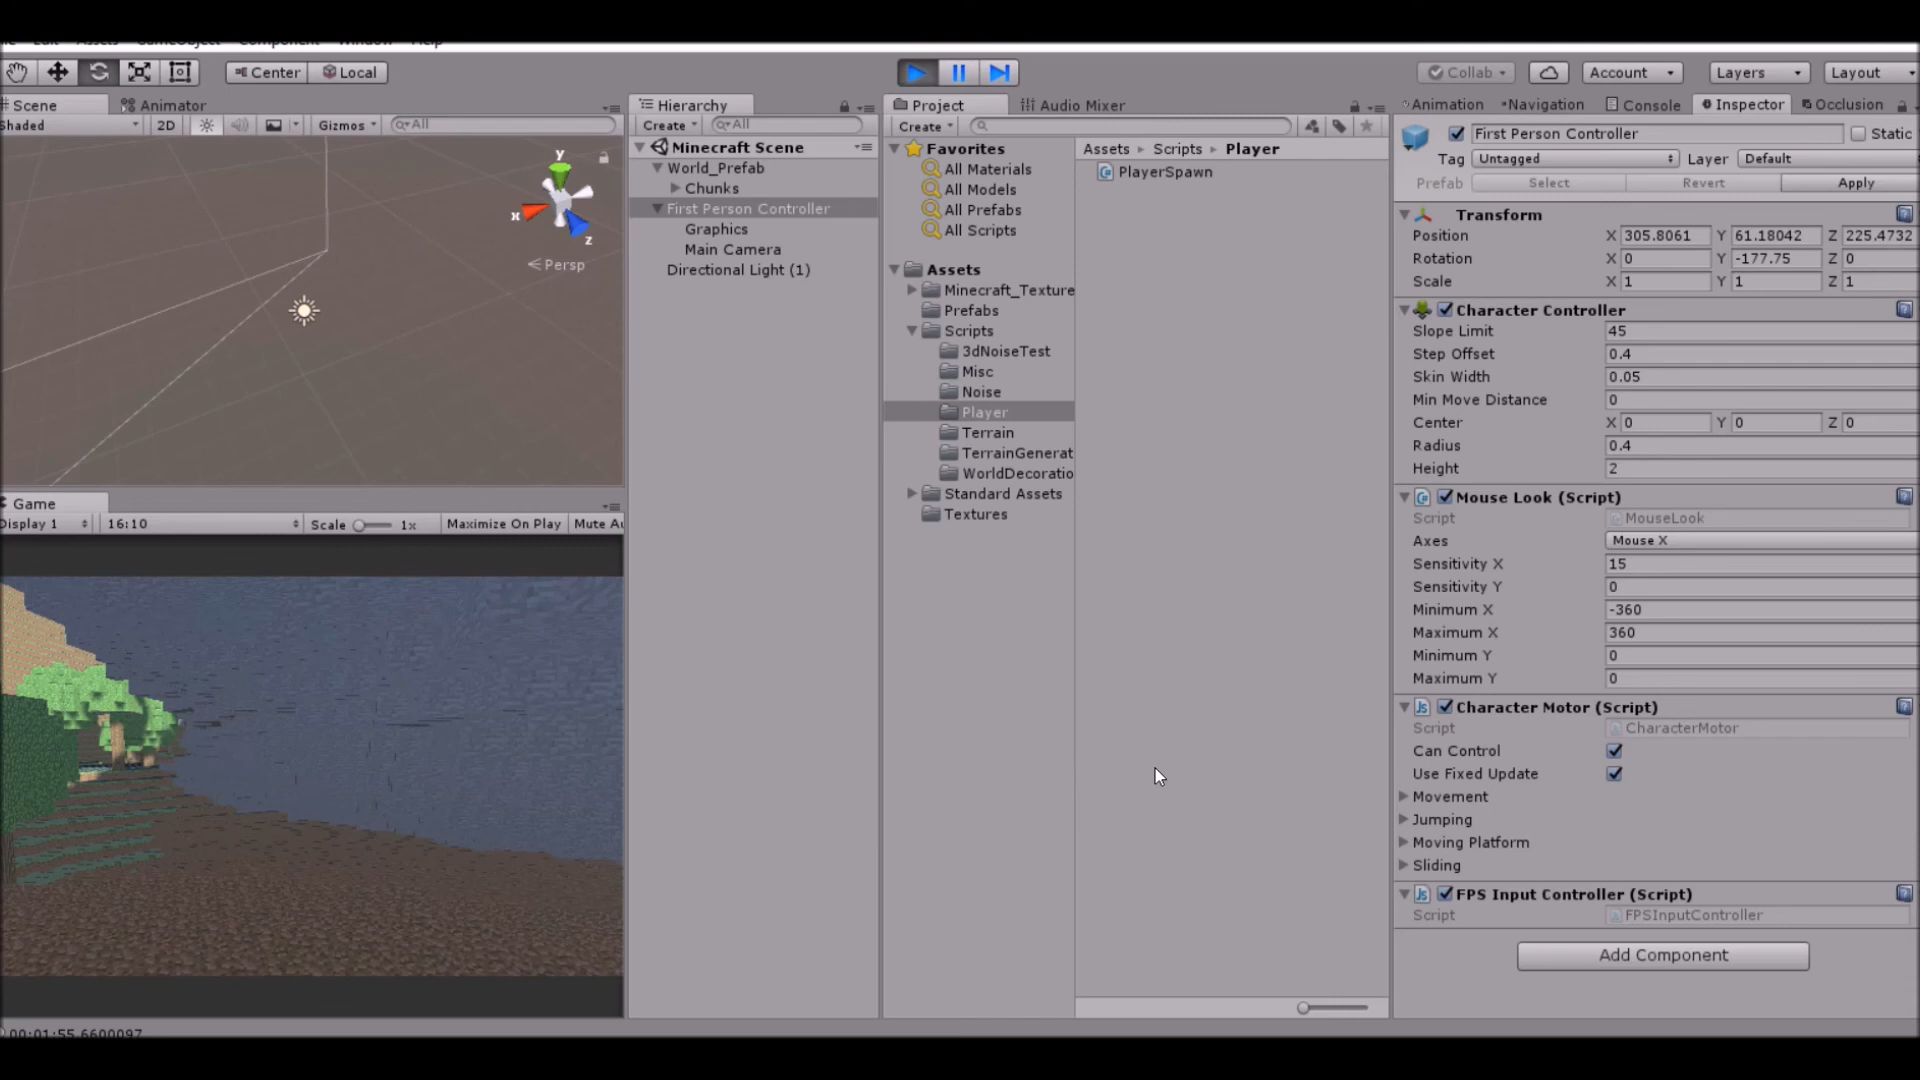 Center
Local
Collab
Account
Layers
Layout
Scene
Animator
Hierarchy
Project
Audio Mixer
Animation
Navigation
Console
Inspector
Occlusion
Shaded
2D
Gizmos
All
Create
All
Create
y
x
z
Persp
Minecraft Scene
World_Prefab
Chunks
First Person Controller
Graphics
Main Camera
Directional Light (1)
Favorites
All Materials
All Models
All Prefabs
All Scripts
Assets
Minecraft_Texture
Prefabs
Scripts
3dNoiseTest
Misc
Noise
Player
Terrain
TerrainGenerat
WorldDecoratio
Standard Assets
Textures
Assets Scripts Player
PlayerSpawn
First Person Controller
Static
Tag Untagged Layer Default
Prefab Select Revert Apply
Transform
Position X 305.8061 Y 61.18042 Z 225.4732
Rotation X 0 Y -177.75 Z 0
Scale X 1 Y 1 Z 1
Character Controller
Slope Limit 45
Step Offset 0.4
Skin Width 0.05
Min Move Distance 0
Center X 0 Y 0 Z 0
Radius 0.4
Height 2
Mouse Look (Script)
Script MouseLook
Axes Mouse X
Sensitivity X 15
Sensitivity Y 0
Minimum X -360
Maximum X 360
Minimum Y 0
Maximum Y 0
Character Motor (Script)
Script CharacterMotor
Can Control
Use Fixed Update
Movement
Jumping
Moving Platform
Sliding
FPS Input Controller (Script)
Script FPSInputController
Add Component
Game
Display 1 16:10 Scale 1x Maximize On Play Mute Au
00:01:55.6600097